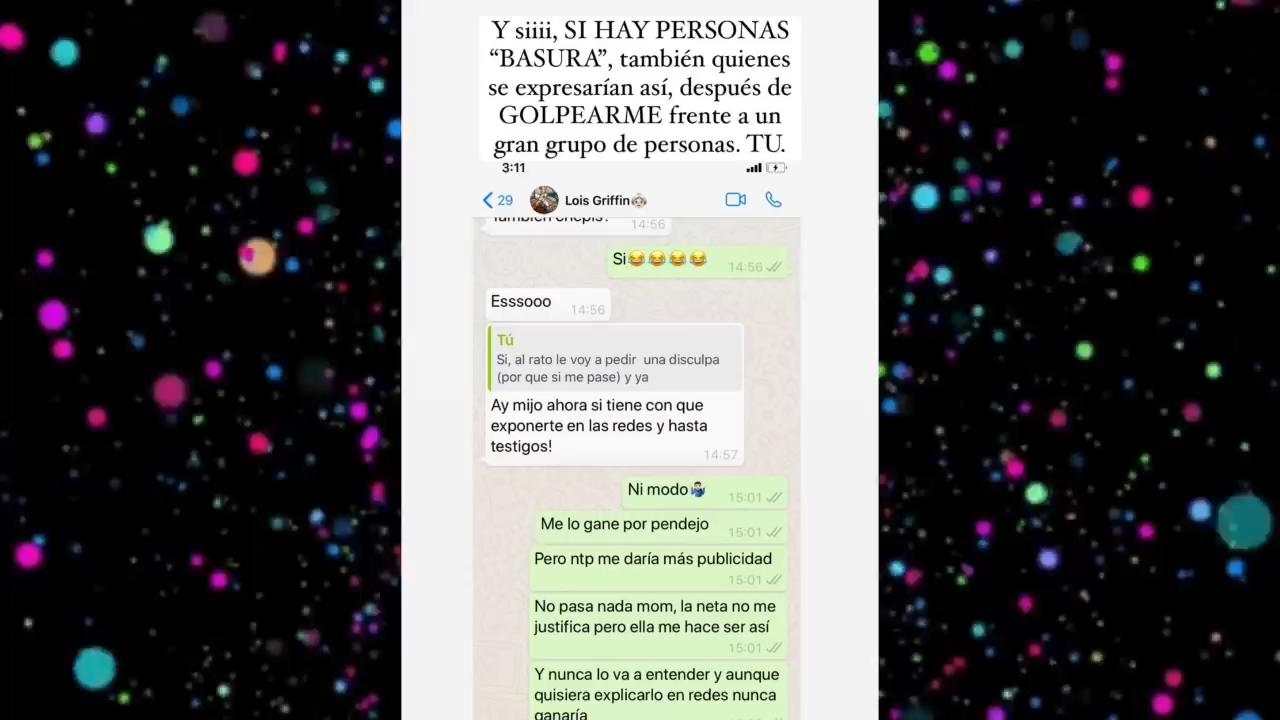 Y siiii, SI HAY PERSONAS
“BASURA”, también quienes
se expresarían así, después de
GOLPEARME frente a un
gran grupo de personas. TU.
3:11
29
Lois Griffin👵🏻
También chepis?
14:56
Si😂😂😂😂
14:56
Esssooo
14:56
Tú
Si, al rato le voy a pedir una disculpa
(por que si me pase) y ya
Ay mijo ahora si tiene con que
exponerte en las redes y hasta
testigos!
14:57
Ni modo🤷🏻‍♂️
15:01
Me lo gane por pendejo
15:01
Pero ntp me daría más publicidad
15:01
No pasa nada mom, la neta no me
justifica pero ella me hace ser así
15:01
Y nunca lo va a entender y aunque
quisiera explicarlo en redes nunca
ganaría